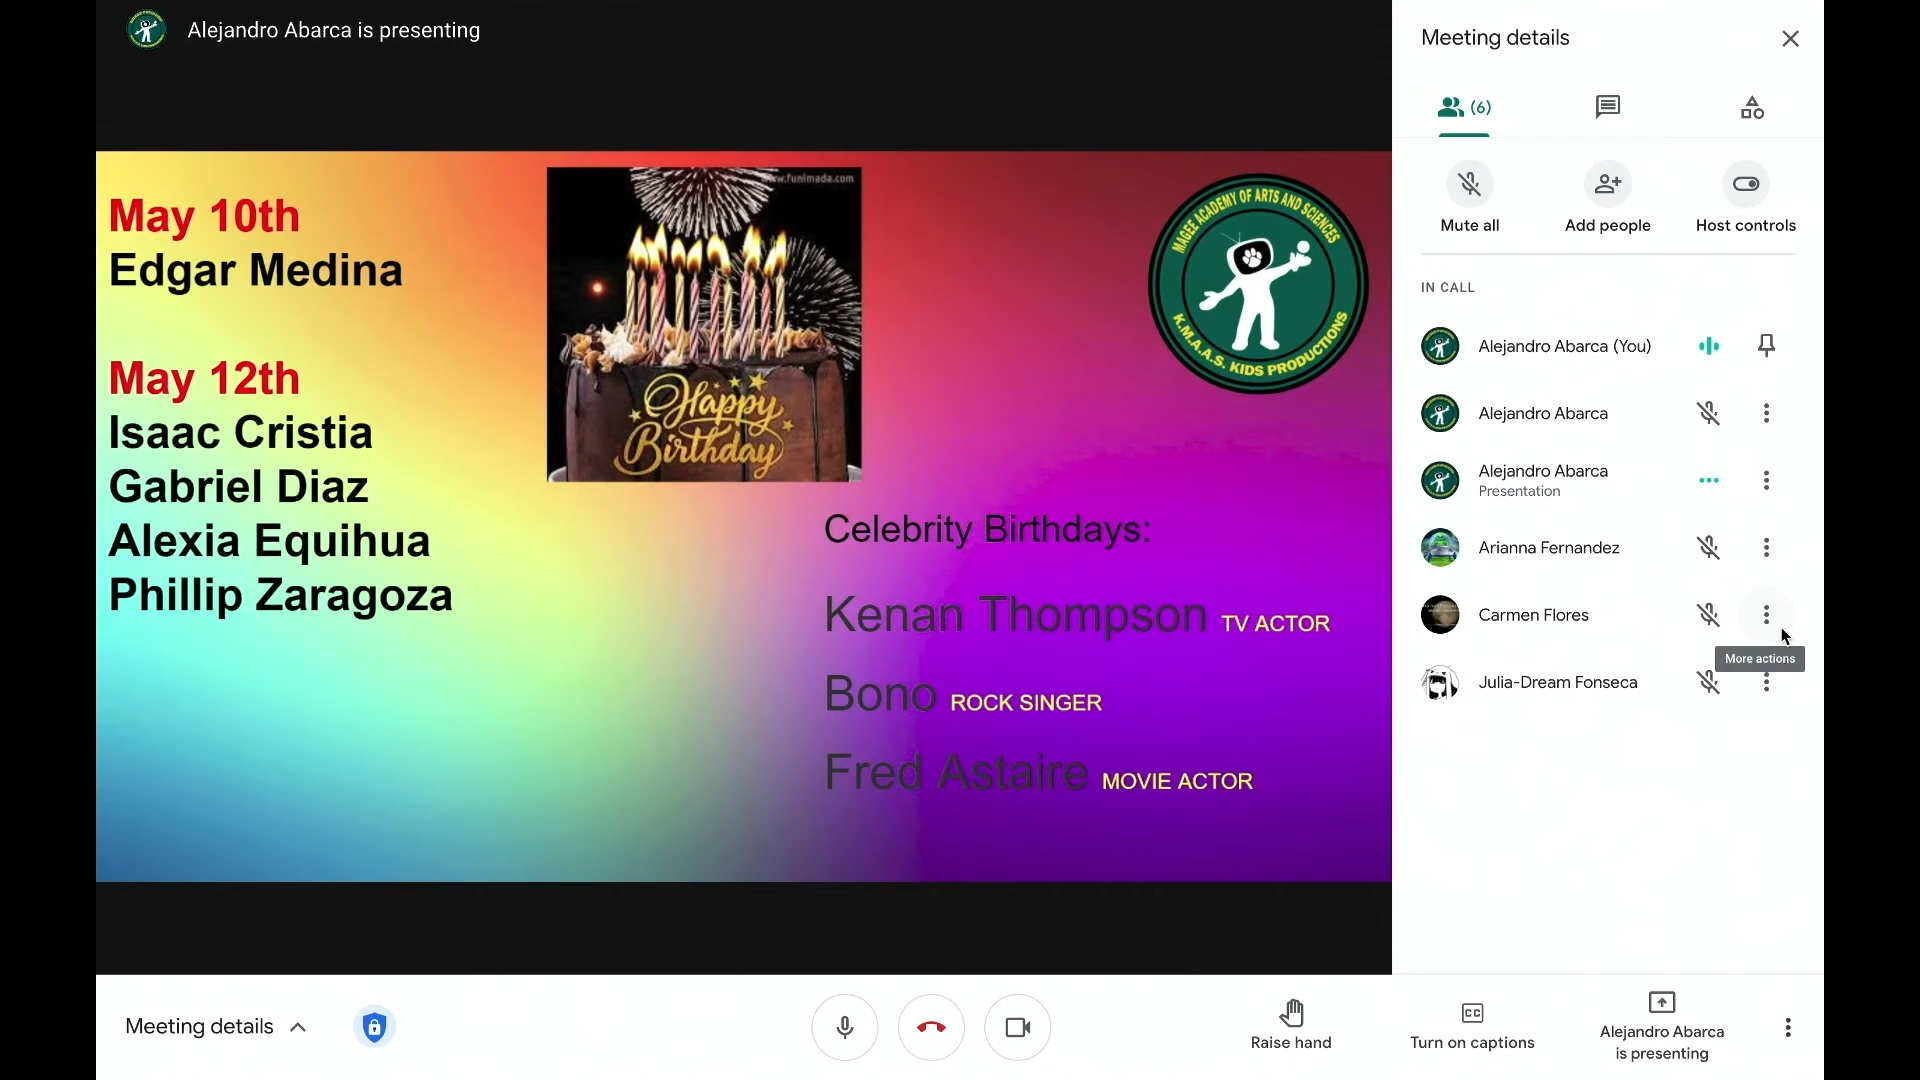 Alejandro Abarca is presenting
May 10th
Edgar Medina
May 12th
Isaac Cristia
Gabriel Diaz
Alexia Equihua
Phillip Zaragoza
Happy
Birthday
MAGEE ACADEMY OF ARTS AND SCIENCES
K.M.A.A.S. KIDS PRODUCTIONS
Celebrity Birthdays:
Kenan Thompson TV ACTOR
Bono ROCK SINGER
Fred Astaire MOVIE ACTOR
Meeting details
(6)
Mute all
Add people
Host controls
IN CALL
Alejandro Abarca (You)
Alejandro Abarca
Alejandro Abarca
Presentation
Arianna Fernandez
Carmen Flores
More actions
Julia-Dream Fonseca
Meeting details
Raise hand
CC
Turn on captions
Alejandro Abarca
is presenting